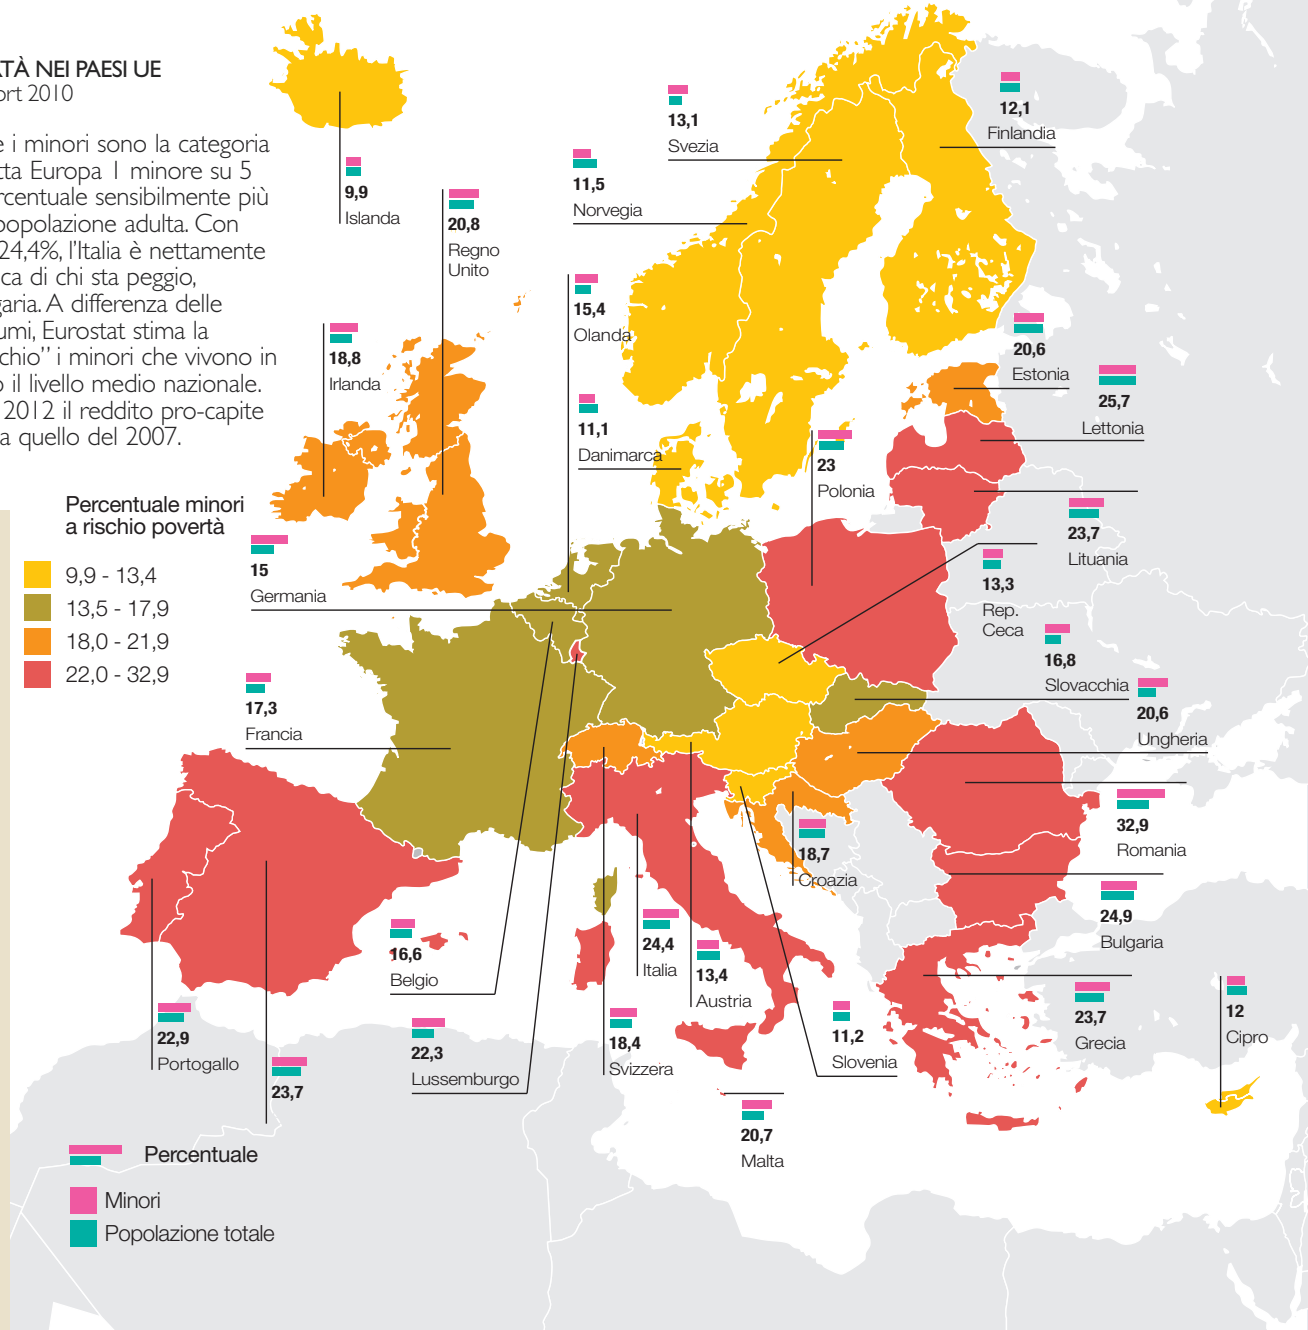 NEI PAESI UE
2010
i minori sono la categoria
Europa 1 minore su 5
sensibilmente più
popolazione adulta. Con
24,4%, l'Italia è nettamente
di chi sta peggio,
A differenza delle
Eurostat stima la
i minori che vivono in
il livello medio nazionale.
2012 il reddito pro-capite
a quello del 2007.
Percentuale minori
a rischio povertà
9,9 - 13,4
13,5 - 17,9
18,0 - 21,9
22,0 - 32,9
9,9
Islanda
20,8
Regno
Unito
18,8
Irlanda
13,1
Svezia
11,5
Norvegia
12,1
Finlandia
15,4
Olanda
11,1
Danimarca
20,6
Estonia
25,7
Lettonia
23
Polonia
23,7
Lituania
15
Germania
13,3
Rep.
Ceca
16,8
Slovacchia
17,3
Francia
20,6
Ungheria
32,9
Romania
18,7
Croazia
24,9
Bulgaria
16,6
Belgio
24,4
Italia
13,4
Austria
22,9
Portogallo
23,7
22,3
Lussemburgo
18,4
Svizzera
11,2
Slovenia
23,7
Grecia
12
Cipro
20,7
Malta
Percentuale
Minori
Popolazione totale